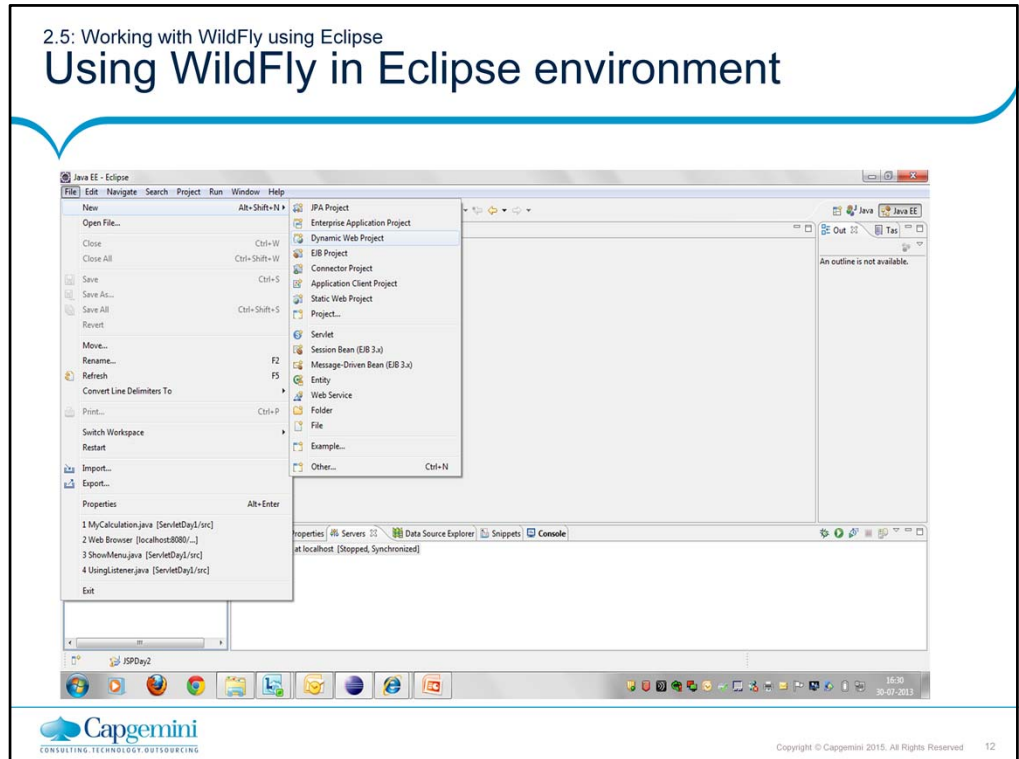 2.5: Working with WildFly using Eclipse
Using WildFly in Eclipse environment
Java EE - Eclipse
File Edit Navigate Search Project Run Window Help
New Alt+Shift+N
Open File...
Close Ctrl+W
Close All Ctrl+Shift+W
Save Ctrl+S
Save As...
Save All Ctrl+Shift+S
Revert
Move...
Rename... F2
Refresh F5
Convert Line Delimiters To
Print... Ctrl+P
Switch Workspace
Restart
Import...
Export...
Properties Alt+Enter
1 MyCalculation.java [ServletDay1/src]
2 Web Browser [localhost:8080/...]
3 ShowMenu.java [ServletDay1/src]
4 UsingListener.java [ServletDay1/src]
Exit
JPA Project
Enterprise Application Project
Dynamic Web Project
EJB Project
Connector Project
Application Client Project
Static Web Project
Project...
Servlet
Session Bean (EJB 3.x)
Message-Driven Bean (EJB 3.x)
Entity
Web Service
Folder
File
Example...
Other... Ctrl+N
Java Java EE
Out Tas
An outline is not available.
roperties Servers Data Source Explorer Snippets Console
at localhost [Stopped, Synchronized]
JSPDay2
16:30
30-07-2013
Capgemini
CONSULTING.TECHNOLOGY.OUTSOURCING
Copyright © Capgemini 2015. All Rights Reserved 12